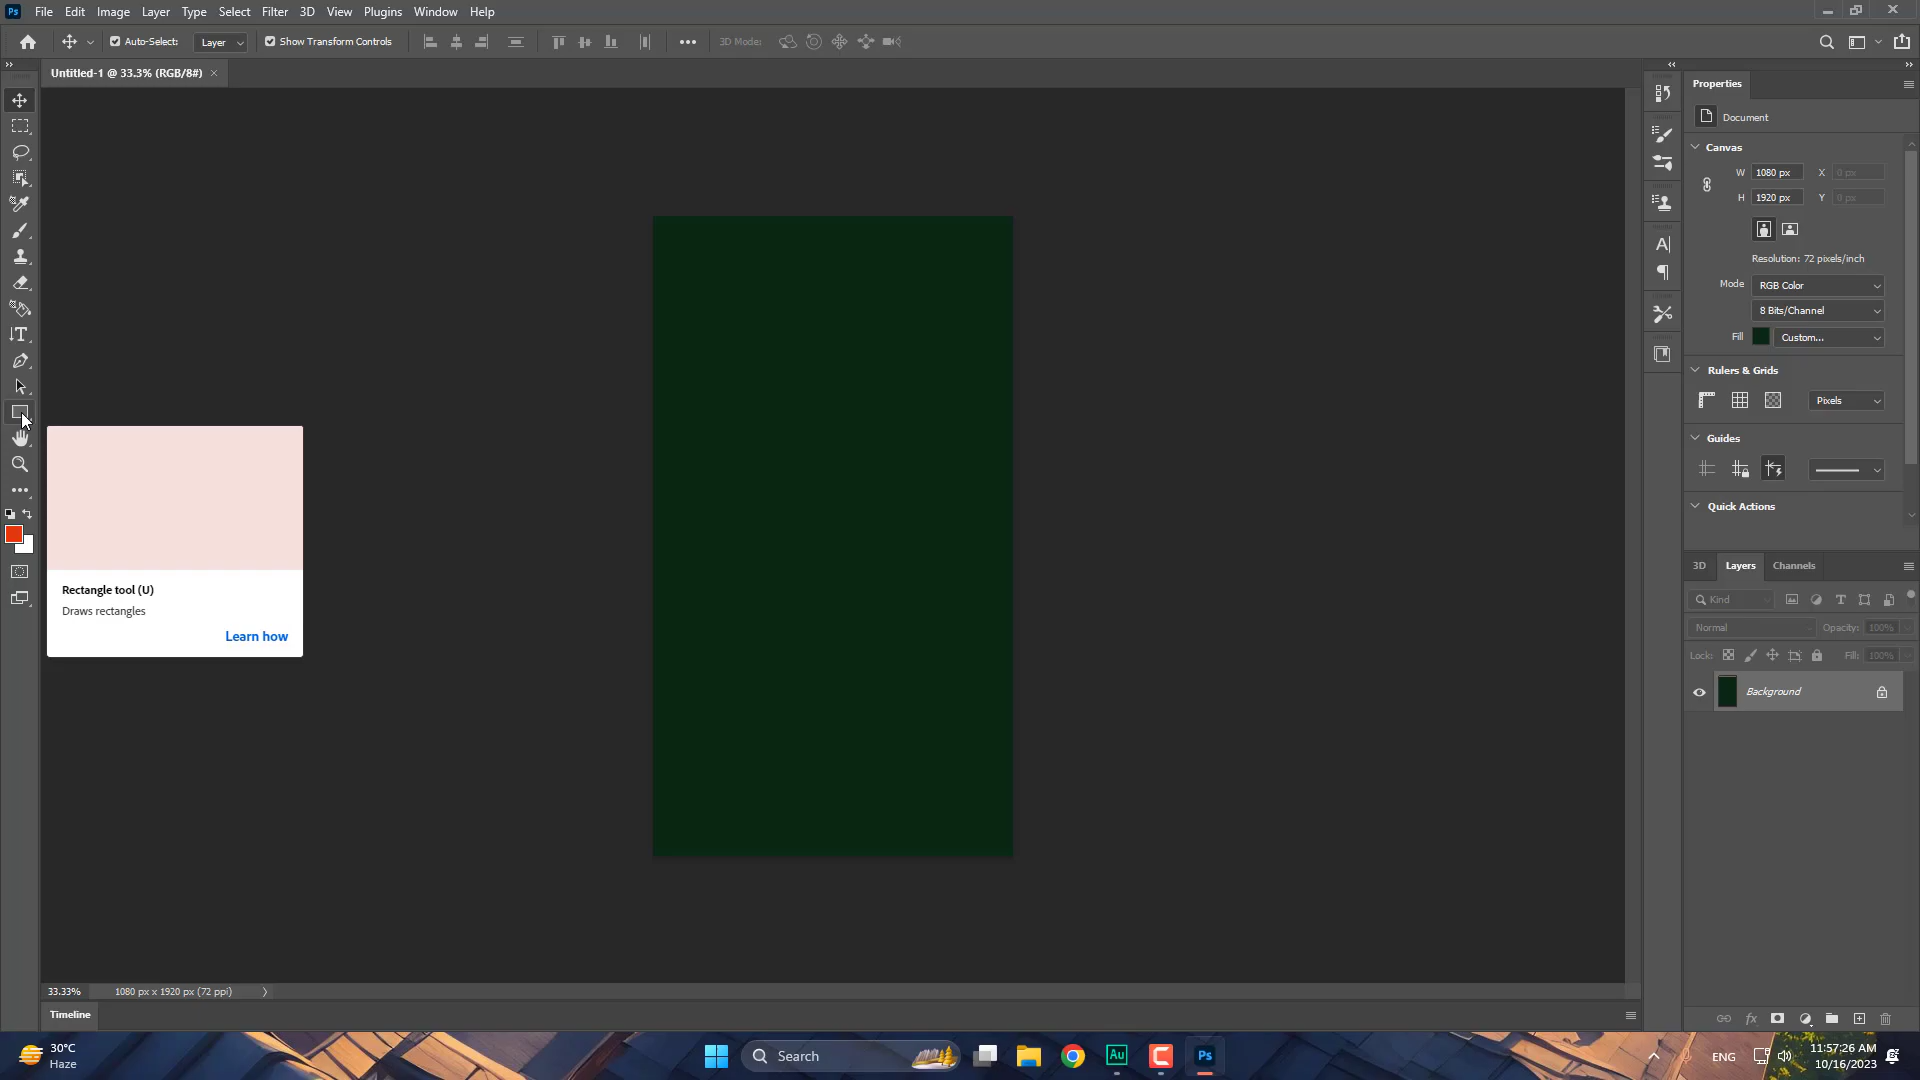 Ps File Edit Image Layer Type Select Filter 3D View Plugins Window Help
Auto-Select: Layer Show Transform Controls 3D Mode:
Untitled-1 @ 33.3% (RGB/8#)
Properties
Document
Canvas
W 1080 px X 0 px
H 1920 px Y 0 px
Resolution: 72 pixels/inch
Mode RGB Color
8 Bits/Channel
Fill Custom...
Rulers & Grids
Pixels
Guides
Quick Actions
Rectangle tool (U)
Draws rectangles
Learn how
3D Layers Channels
Kind
Normal Opacity: 100%
Lock: Fill: 100%
Background
33.33% 1080 px x 1920 px (72 ppi)
Timeline
30°C
Haze
Search
Au
Ps
ENG
11:57:26 AM
10/16/2023